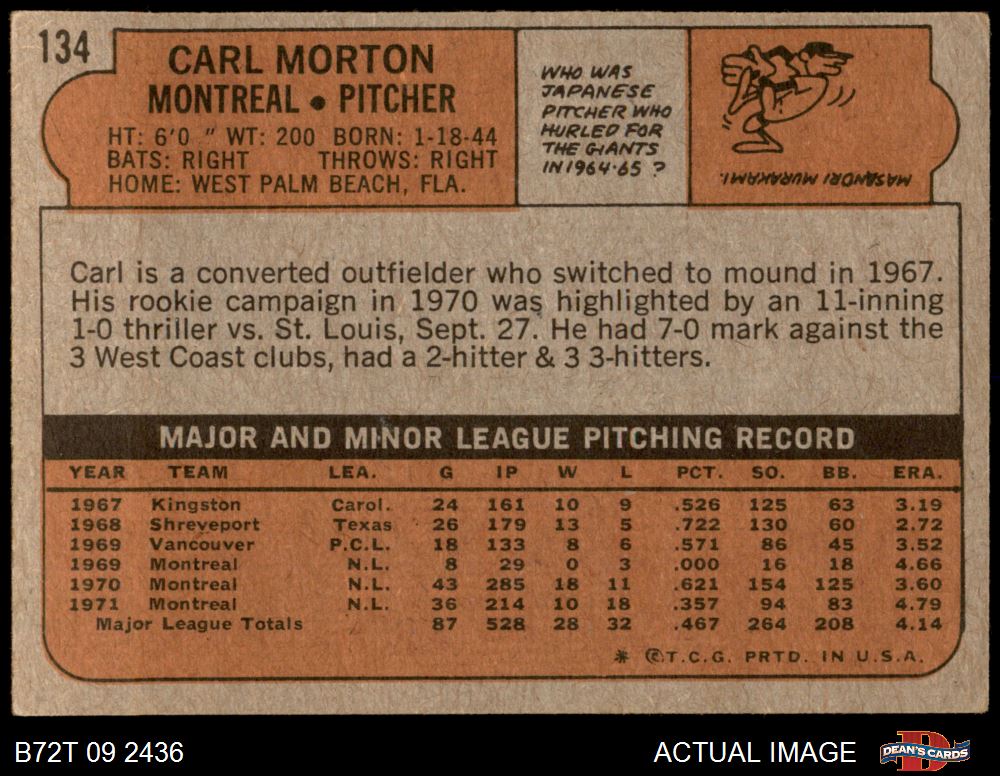 134
CARL MORTON
MONTREAL • PITCHER
HT: 6'0 " WT: 200 BORN: 1-18-44
BATS: RIGHT THROWS: RIGHT
HOME: WEST PALM BEACH, FLA.
WHO WAS
JAPANESE
PITCHER WHO
HURLED FOR
THE GIANTS
IN 1964-65 ?
MASANORI MURAKAMI.
Carl is a converted outfielder who switched to mound in 1967.
His rookie campaign in 1970 was highlighted by an 11-inning
1-0 thriller vs. St. Louis, Sept. 27. He had 7-0 mark against the
3 West Coast clubs, had a 2-hitter & 3 3-hitters.
MAJOR AND MINOR LEAGUE PITCHING RECORD
YEAR TEAM LEA. G IP W L PCT. SO. BB. ERA.
1967 Kingston Carol. 24 161 10 9 .526 125 63 3.19
1968 Shreveport Texas 26 179 13 5 .722 130 60 2.72
1969 Vancouver P.C.L. 18 133 8 6 .571 86 45 3.52
1969 Montreal N.L. 8 29 0 3 .000 16 18 4.66
1970 Montreal N.L. 43 285 18 11 .621 154 125 3.60
1971 Montreal N.L. 36 214 10 18 .357 94 83 4.79
Major League Totals 87 528 28 32 .467 264 208 4.14
* ©T.C.G. PRTD. IN U.S.A.
B72T 09 2436
ACTUAL IMAGE
DEAN'S CARDS